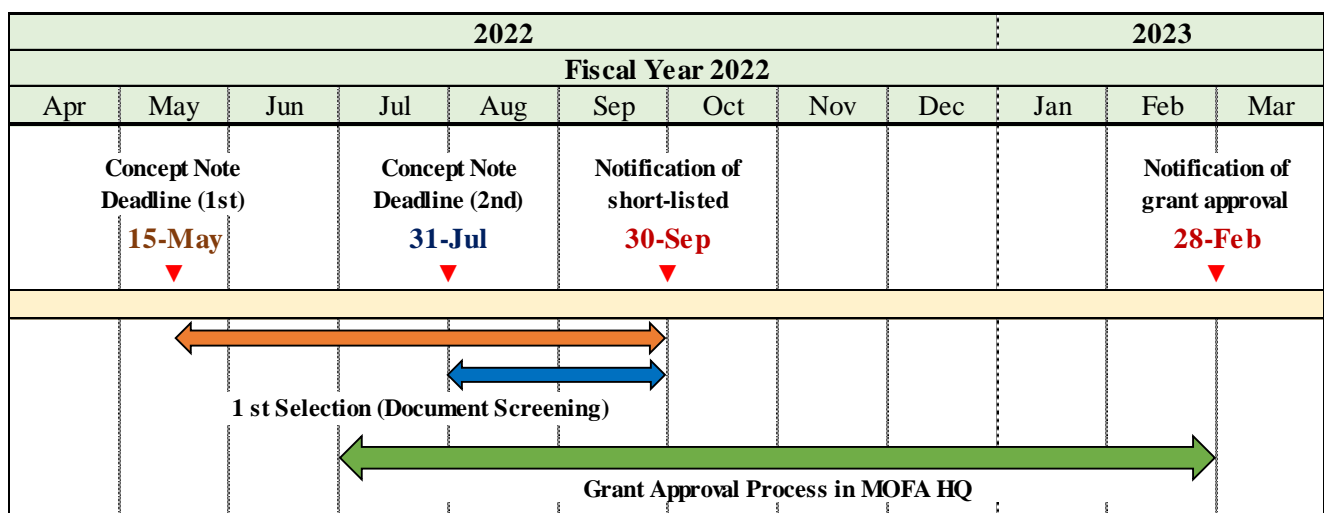 2022 2023
Fiscal Year 2022
Apr May Jun Jul Aug Sep Oct Nov Dec Jan Feb Mar
Concept Note
Deadline (1st)
15-May
Concept Note
Deadline (2nd)
31-Jul
Notification of
short-listed
30-Sep
Notification of
grant approval
28-Feb
1 st Selection (Document Screening)
Grant Approval Process in MOFA HQ